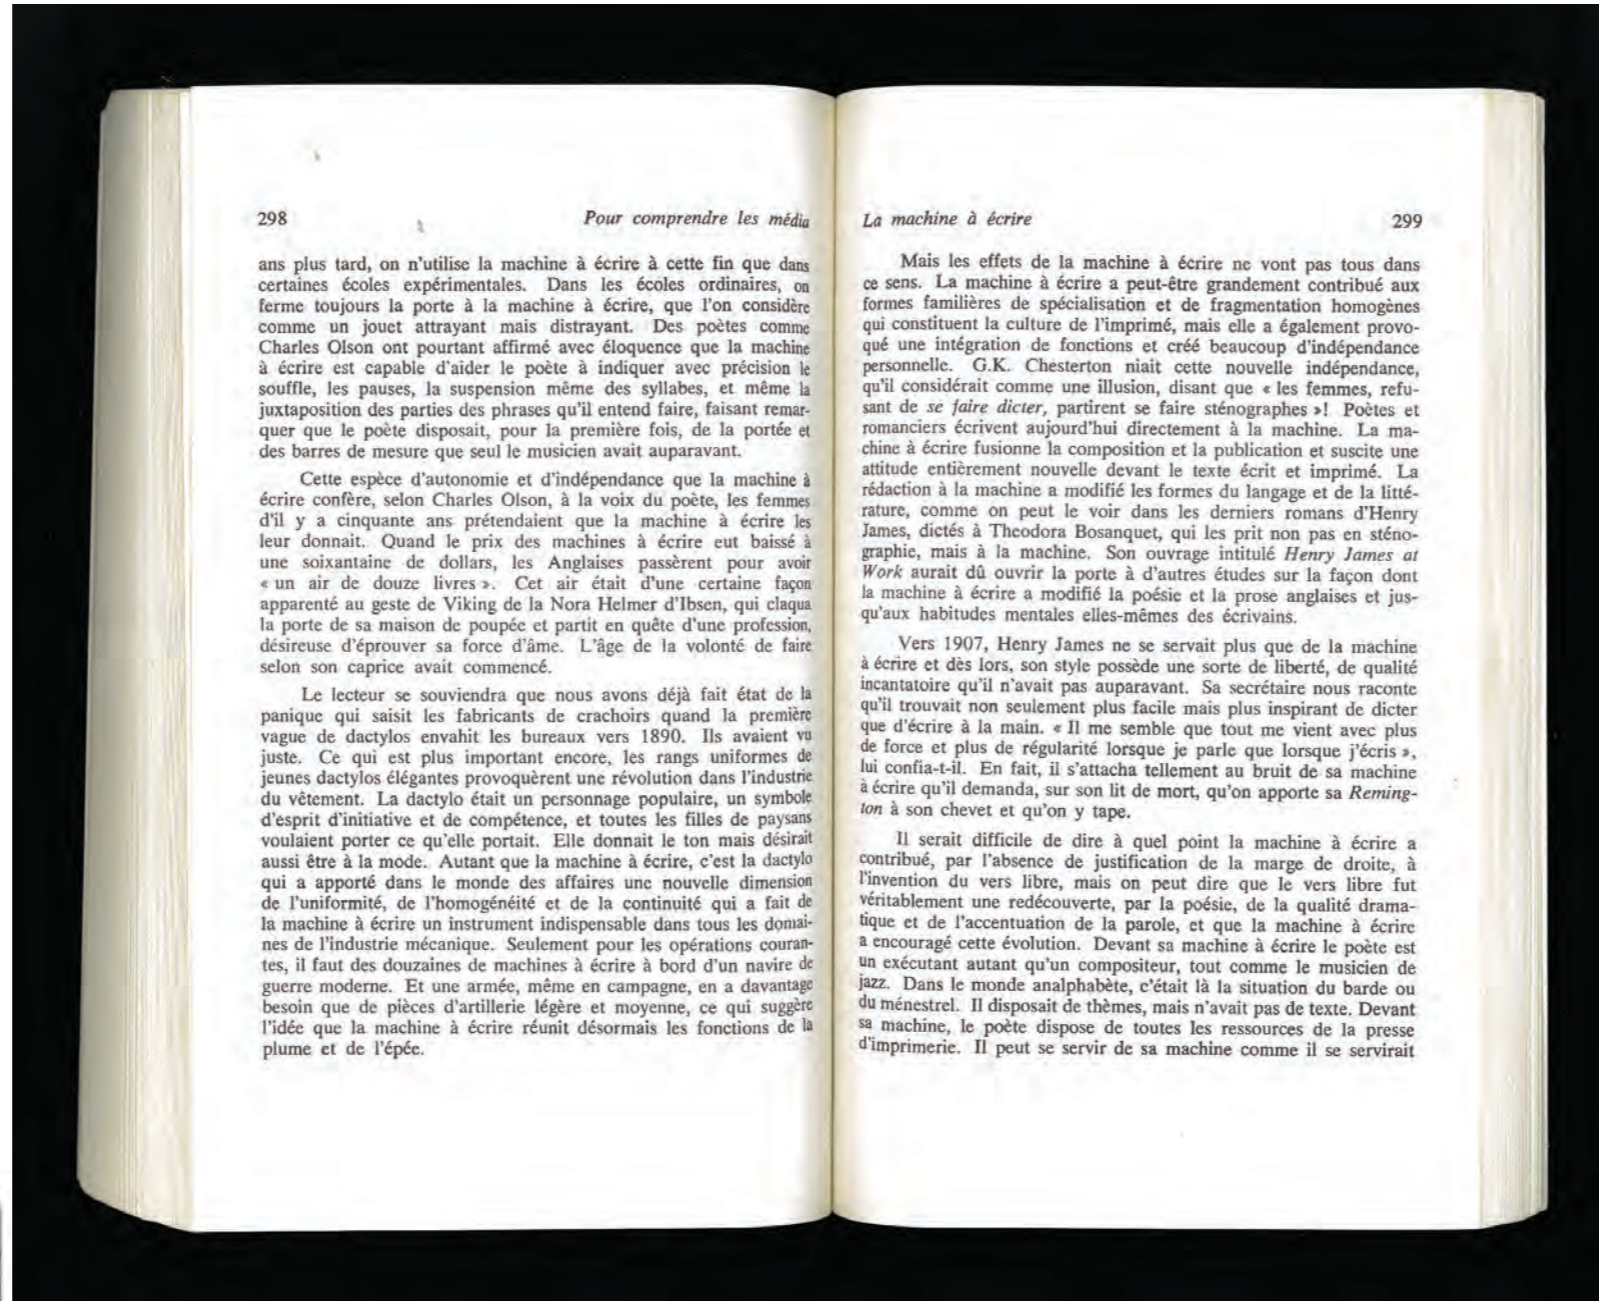 298 Pour comprendre les média
ans plus tard, on n'utilise la machine à écrire à cette fin que dans
certaines écoles expérimentales. Dans les écoles ordinaires, on
ferme toujours la porte à la machine à écrire, que l'on considère
comme un jouet attrayant mais distrayant. Des poètes comme
Charles Olson ont pourtant affirmé avec éloquence que la machine
à écrire est capable d'aider le poète à indiquer avec précision le
souffle, les pauses, la suspension même des syllabes, et même la
juxtaposition des parties des phrases qu'il entend faire, faisant remar-
quer que le poète disposait, pour la première fois, de la portée et
des barres de mesure que seul le musicien avait auparavant.
Cette espèce d'autonomie et d'indépendance que la machine à
écrire confère, selon Charles Olson, à la voix du poète, les femmes
d'il y a cinquante ans prétendaient que la machine à écrire les
leur donnait. Quand le prix des machines à écrire eut baissé à
une soixantaine de dollars, les Anglaises passèrent pour avoir
« un air de douze livres ». Cet air était d'une certaine façon
apparenté au geste de Viking de la Nora Helmer d'Ibsen, qui claqua
la porte de sa maison de poupée et partit en quête d'une profession,
désireuse d'éprouver sa force d'âme. L'âge de la volonté de faire
selon son caprice avait commencé.
Le lecteur se souviendra que nous avons déjà fait état de la
panique qui saisit les fabricants de crachoirs quand la première
vague de dactylos envahit les bureaux vers 1890. Ils avaient vu
juste. Ce qui est plus important encore, les rangs uniformes de
jeunes dactylos élégantes provoquèrent une révolution dans l'industrie
du vêtement. La dactylo était un personnage populaire, un symbole
d'esprit d'initiative et de compétence, et toutes les filles de paysans
voulaient porter ce qu'elle portait. Elle donnait le ton mais désirait
aussi être à la mode. Autant que la machine à écrire, c'est la dactylo
qui a apporté dans le monde des affaires une nouvelle dimension
de l'uniformité, de l'homogénéité et de la continuité qui a fait de
la machine à écrire un instrument indispensable dans tous les domai-
nes de l'industrie mécanique. Seulement pour les opérations couran-
tes, il faut des douzaines de machines à écrire à bord d'un navire de
guerre moderne. Et une armée, même en campagne, en a davantage
besoin que de pièces d'artillerie légère et moyenne, ce qui suggère
l'idée que la machine à écrire réunit désormais les fonctions de la
plume et de l'épée.
La machine à écrire 299
Mais les effets de la machine à écrire ne vont pas tous dans
ce sens. La machine à écrire a peut-être grandement contribué aux
formes familières de spécialisation et de fragmentation homogènes
qui constituent la culture de l'imprimé, mais elle a également provo-
qué une intégration de fonctions et créé beaucoup d'indépendance
personnelle. G.K. Chesterton niait cette nouvelle indépendance,
qu'il considérait comme une illusion, disant que « les femmes, refu-
sant de se faire dicter, partirent se faire sténographes »! Poètes et
romanciers écrivent aujourd'hui directement à la machine. La ma-
chine à écrire fusionne la composition et la publication et suscite une
attitude entièrement nouvelle devant le texte écrit et imprimé. La
rédaction à la machine a modifié les formes du langage et de la litté-
rature, comme on peut le voir dans les derniers romans d'Henry
James, dictés à Theodora Bosanquet, qui les prit non pas en sténo-
graphie, mais à la machine. Son ouvrage intitulé Henry James at
Work aurait dû ouvrir la porte à d'autres études sur la façon dont
la machine à écrire a modifié la poésie et la prose anglaises et jus-
qu'aux habitudes mentales elles-mêmes des écrivains.
Vers 1907, Henry James ne se servait plus que de la machine
à écrire et dès lors, son style possède une sorte de liberté, de qualité
incantatoire qu'il n'avait pas auparavant. Sa secrétaire nous raconte
qu'il trouvait non seulement plus facile mais plus inspirant de dicter
que d'écrire à la main. « Il me semble que tout me vient avec plus
de force et plus de régularité lorsque je parle que lorsque j'écris »,
lui confia-t-il. En fait, il s'attacha tellement au bruit de sa machine
à écrire qu'il demanda, sur son lit de mort, qu'on apporte sa Reming-
ton à son chevet et qu'on y tape.
Il serait difficile de dire à quel point la machine à écrire a
contribué, par l'absence de justification de la marge de droite, à
l'invention du vers libre, mais on peut dire que le vers libre fut
véritablement une redécouverte, par la poésie, de la qualité drama-
tique et de l'accentuation de la parole, et que la machine à écrire
a encouragé cette évolution. Devant sa machine à écrire le poète est
un exécutant autant qu'un compositeur, tout comme le musicien de
jazz. Dans le monde analphabète, c'était là la situation du barde ou
du ménestrel. Il disposait de thèmes, mais n'avait pas de texte. Devant
sa machine, le poète dispose de toutes les ressources de la presse
d'imprimerie. Il peut se servir de sa machine comme il se servirait